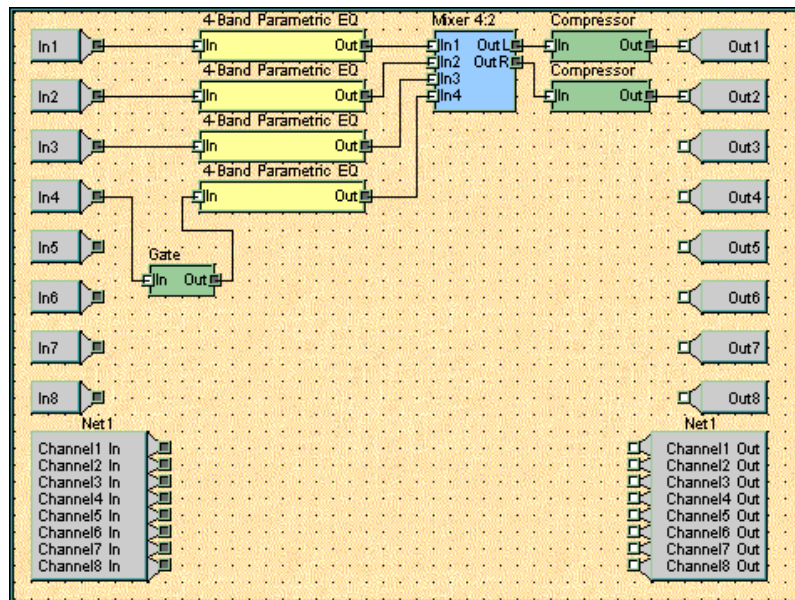 4-Band Parametric EQ
Mixer 4:2
Compressor
In1
In Out
In1 OutL
In Out
Out1
4-Band Parametric EQ
In2 OutR
Compressor
In2
In Out
In3
In4
In Out
Out2
4-Band Parametric EQ
In3
In Out
Out3
4-Band Parametric EQ
In4
In Out
Out4
In5
Gate
Out5
In Out
In6
Out6
In7
Out7
In8
Out8
Net1
Net1
Channel1 In
Channel2 In
Channel3 In
Channel4 In
Channel5 In
Channel6 In
Channel7 In
Channel8 In
Channel1 Out
Channel2 Out
Channel3 Out
Channel4 Out
Channel5 Out
Channel6 Out
Channel7 Out
Channel8 Out